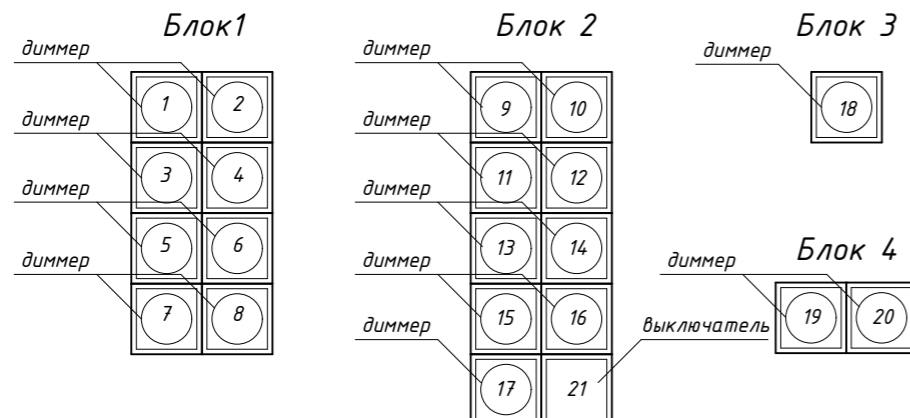 Блок1
диммер
1 2
диммер
3 4
диммер
5 6
диммер
7 8
Блок 2
диммер
9 10
диммер
11 12
диммер
13 14
диммер
15 16
диммер
17 21
выключатель
Блок 3
диммер
18
Блок 4
диммер
19 20